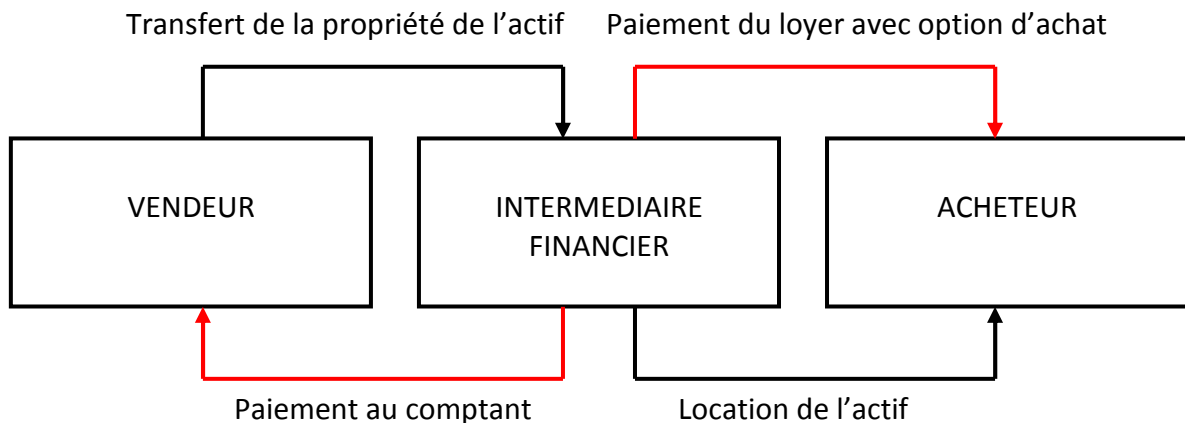 Transfert de la propriété de l’actif
Paiement du loyer avec option d’achat
VENDEUR
INTERMEDIAIRE
FINANCIER
ACHETEUR
Paiement au comptant
Location de l’actif